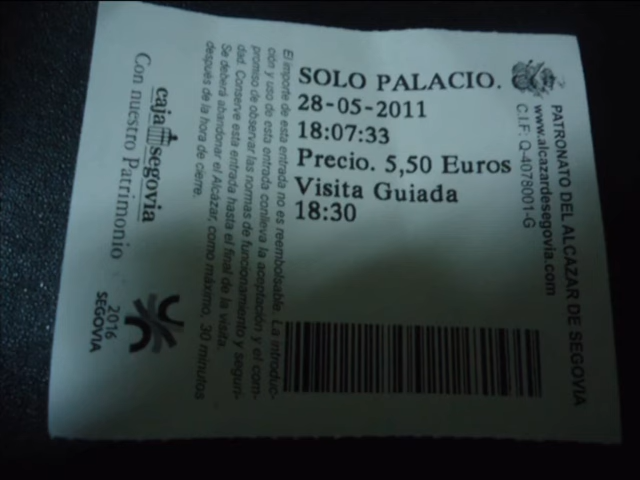 SOLO PALACIO.
28-05-2011
18:07:33
Precio. 5,50 Euros
Visita Guiada
18:30
PATRONATO DEL ALCÁZAR DE SEGOVIA
www.alcazardesegovia.com
C.I.F: Q-4078001-G
El importe de esta entrada no es reembolsable. La introduc-
ción y uso de esta entrada conlleva la aceptación y el com-
promiso de observar las normas de funcionamiento y seguri-
dad. Conserve esta entrada hasta el final de la visita.
Se deberá abandonar el Alcázar, como máximo, 30 minutos
después de la hora de cierre.
caja segovia
Con nuestro Patrimonio
2016
SEGOVIA